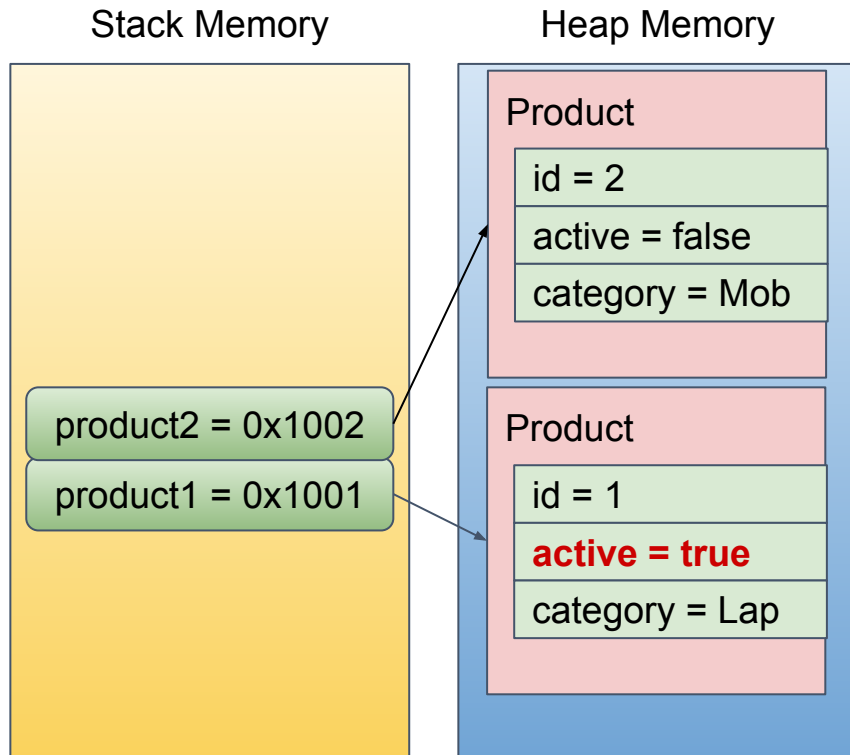 Stack Memory
product2 = 0x1002
product1 = 0x1001
Heap Memory
Product
id = 2
active = false
category = Mob
Product
id = 1
active = true
category = Lap